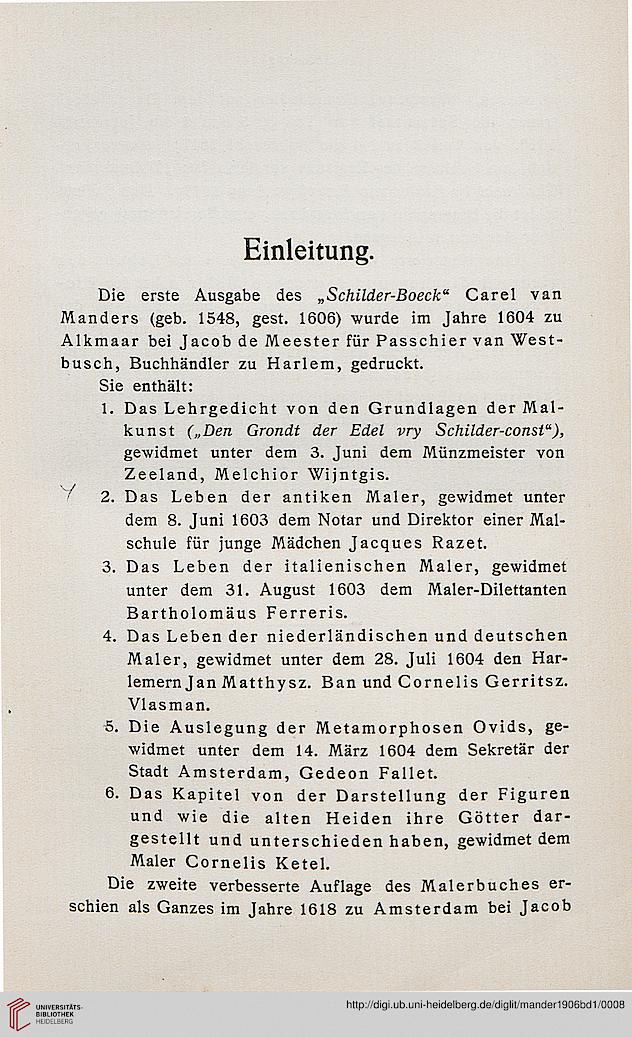 Einleitung.
Die erste Ausgabe des „Schilder-Boeck“ Carel van
Manders (geb. 1548, gest. 1606) wurde im Jahre 1604 zu
Alkmaar bei Jacob de Meester für Passchier van West-
busch, Buchhändler zu Harlem, gedruckt.
Sie enthält:
1. Das Lehrgedicht von den Grundlagen der Mal-
kunst („Den Grondt der Edel vry Schilder-const“),
gewidmet unter dem 3. Juni dem Münzmeister von
Zeeland, Melchior Wijntgis.
2. Das Leben der antiken Maler, gewidmet unter
dem 8. Juni 1603 dem Notar und Direktor einer Mal-
schule für junge Mädchen Jacques Razet.
3. Das Leben der italienischen Maler, gewidmet
unter dem 31. August 1603 dem Maler-Dilettanten
Bartholomäus Ferreris.
4. Das Leben der niederländischen und deutschen
Maler, gewidmet unter dem 28. Juli 1604 den Har-
lemern Jan Matthysz. Ban und Cornelis Gerritsz.
Vlasman.
5. Die Auslegung der Metamorphosen Ovids, ge-
widmet unter dem 14. März 1604 dem Sekretär der
Stadt Amsterdam, Gedeon Fallet.
6. Das Kapitel von der Darstellung der Figuren
und wie die alten Heiden ihre Götter dar-
gestellt und unterschieden haben, gewidmet dem
Maler Cornelis Ketel.
Die zweite verbesserte Auflage des Malerbuches er-
schien als Ganzes im Jahre 1618 zu Amsterdam bei Jacob
UNIVERSITÄTS-
BIBLIOTHEK
HEIDELBERG
http://digi.ub.uni-heidelberg.de/diglit/mander1906bd1/0008